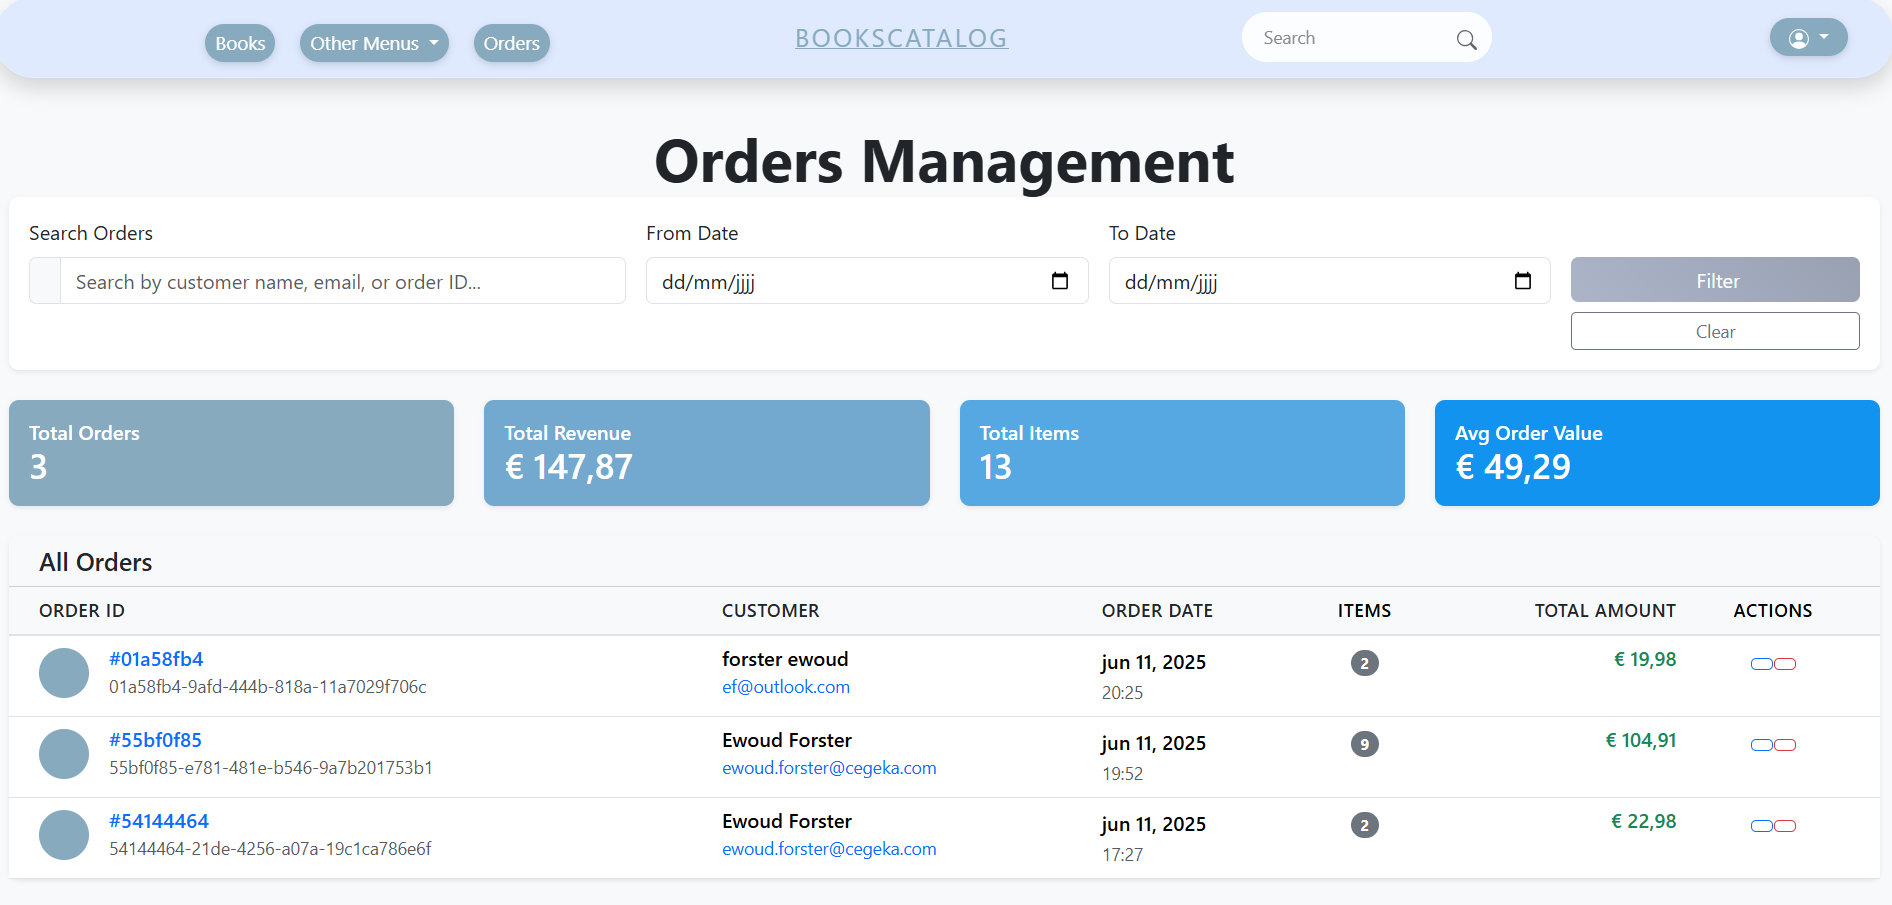 Books
Other Menus
Orders
BOOKSCATALOG
Search
Orders Management
Search Orders
From Date
To Date
Search by customer name, email, or order ID...
dd/mm/jjjj
dd/mm/jjjj
Filter
Clear
Total Orders
3
Total Revenue
€ 147,87
Total Items
13
Avg Order Value
€ 49,29
All Orders
ORDER ID CUSTOMER ORDER DATE ITEMS TOTAL AMOUNT ACTIONS
#01a58fb4 forster ewoud jun 11, 2025 2 € 19,98
01a58fb4-9afd-444b-818a-11a7029f706c ef@outlook.com 20:25
#55bf0f85 Ewoud Forster jun 11, 2025 9 € 104,91
55bf0f85-e781-481e-b546-9a7b201753b1 ewoud.forster@cegeka.com 19:52
#54144464 Ewoud Forster jun 11, 2025 2 € 22,98
54144464-21de-4256-a07a-19c1ca786e6f ewoud.forster@cegeka.com 17:27